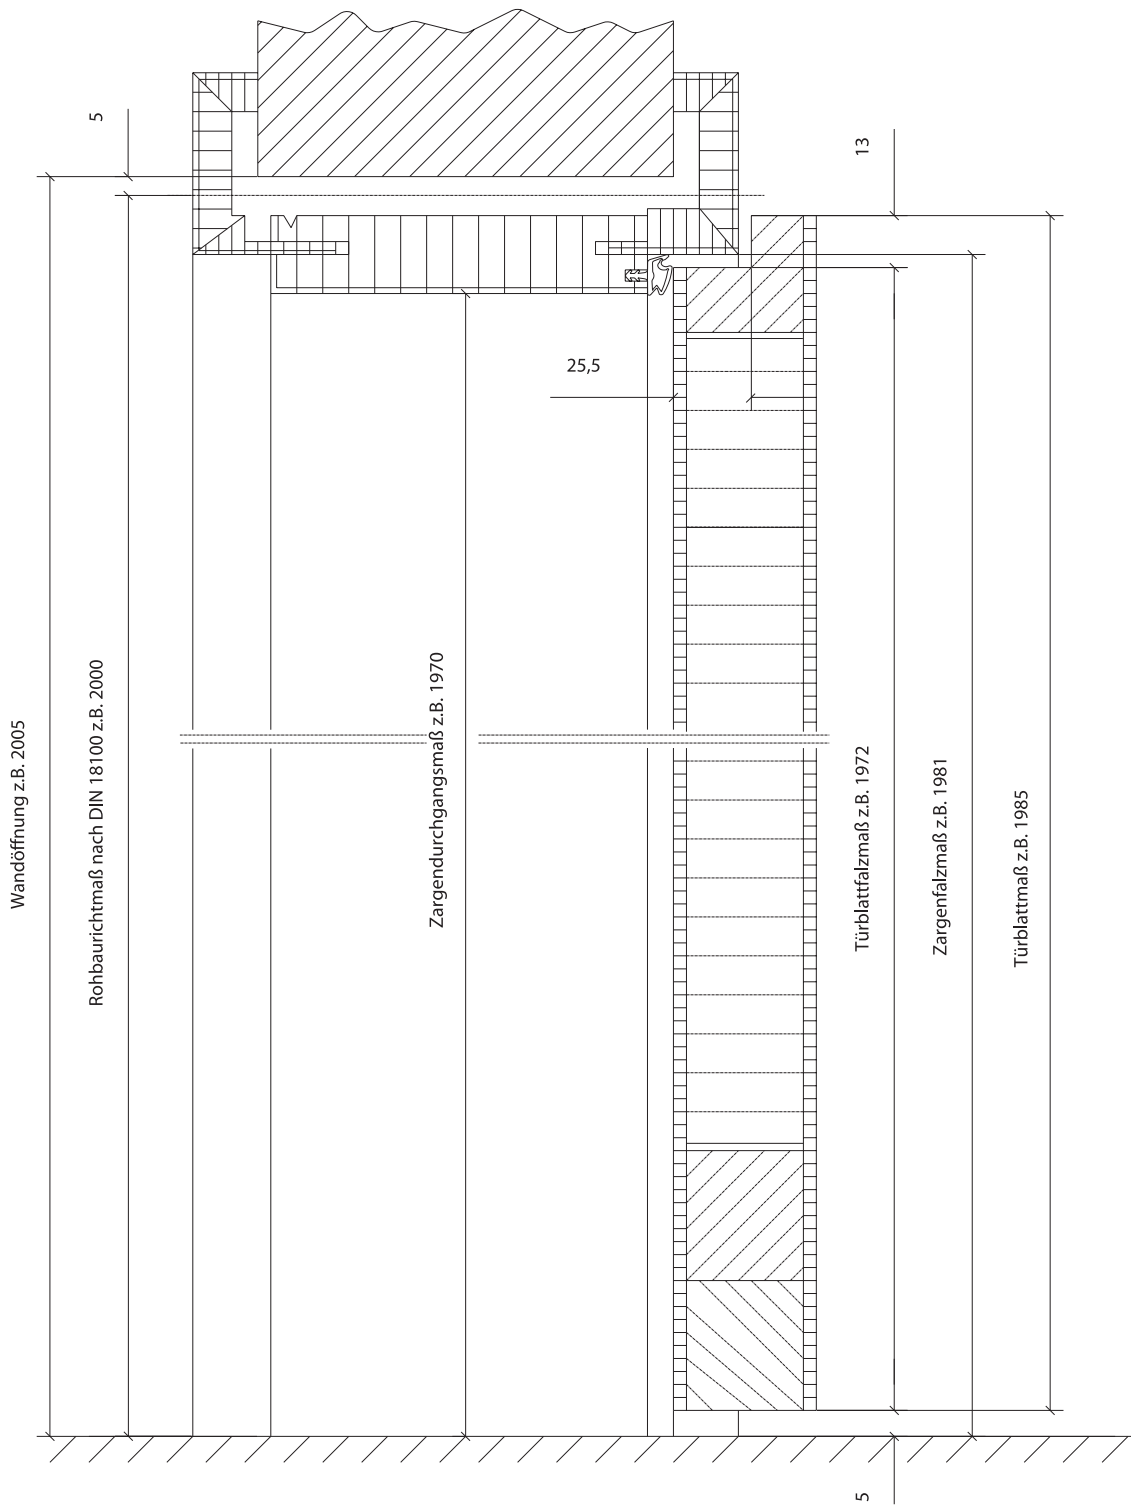 5
13
25,5
Wandöffnung z.B. 2005
Rohbaurichtmaß nach DIN 18100 z.B. 2000
Zargendurchgangsmaß z.B. 1970
Türblattfalzmaß z.B. 1972
Zargenfalzmaß z.B. 1981
Türblattmaß z.B. 1985
5